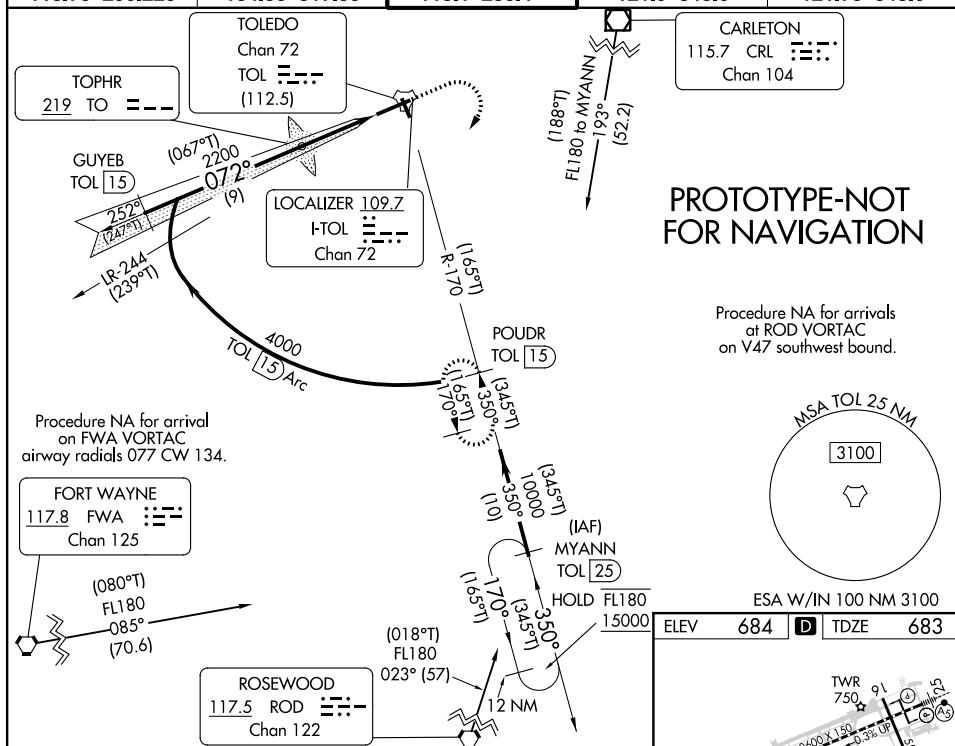 TOLEDO
Chan 72
TOL
(112.5)
CARLETON
115.7 CRL
Chan 104
TOPHR
219 TO
(188°T)
FL180 to MYANN
193°
(52.2)
GUYEB
TOL 15
(067°T)
2200
072°
(9)
252°
(247°T)
LOCALIZER 109.7
I-TOL
Chan 72
PROTOTYPE-NOT
FOR NAVIGATION
LR-244
(239°T)
(165°T)
R-170
Procedure NA for arrivals
at ROD VORTAC
on V47 southwest bound.
POUDR
TOL 15
4000
TOL 15 Arc
(165°T)
170°
(345°T)
350°
MSA TOL 25 NM
3100
Procedure NA for arrival
on FWA VORTAC
airway radials 077 CW 134.
FORT WAYNE
117.8 FWA
Chan 125
(345°T)
10000
350°
(10)
(IAF)
MYANN
TOL 25
HOLD FL180
15000
170°
(165°T)
350°
(345°T)
ESA W/IN 100 NM 3100
(080°T)
FL180
085°
(70.6)
ELEV 684 D TDZE 683
(018°T)
FL180
023° (57)
12 NM
ROSEWOOD
117.5 ROD
Chan 122
TWR
750
16
25
0.3% UP
P
P
A5